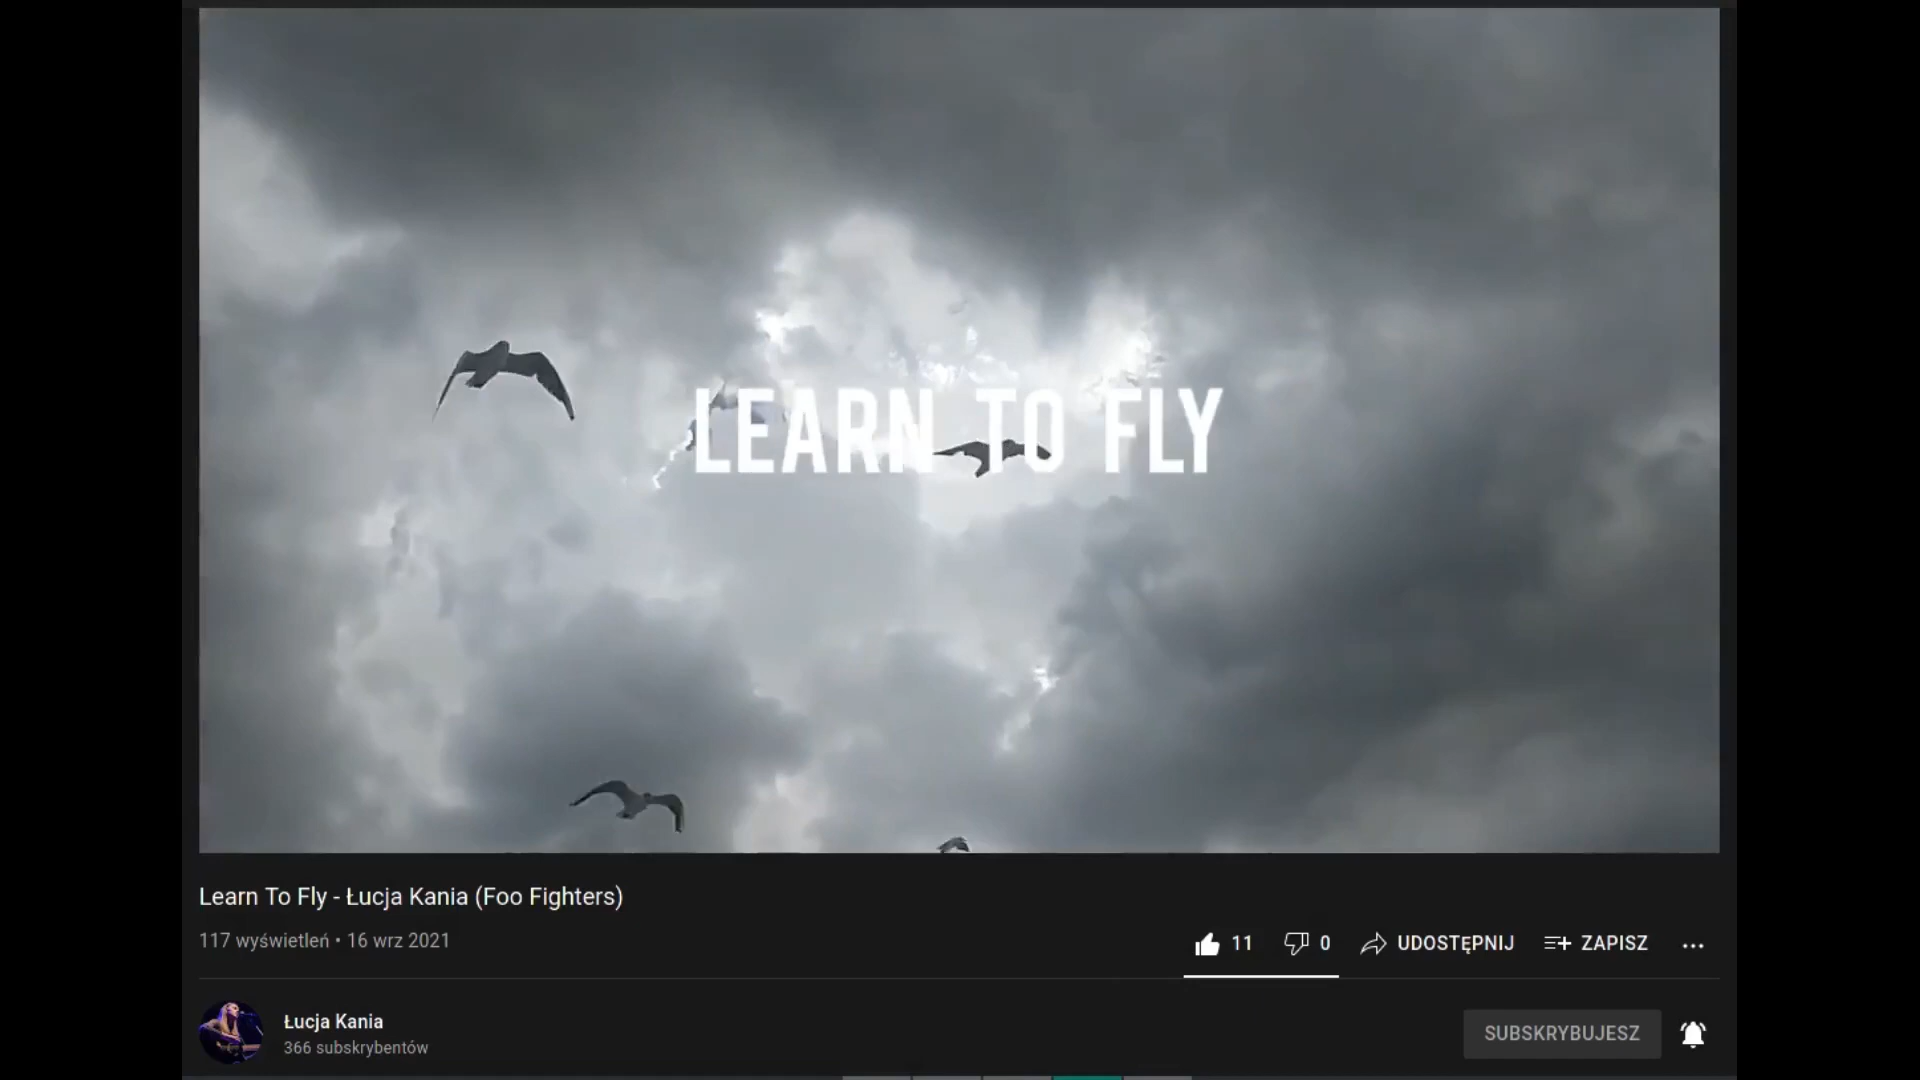 LEARN TO FLY
Learn To Fly - Łucja Kania (Foo Fighters)
117 wyświetleń • 16 wrz 2021
11 0 UDOSTĘPNIJ ZAPISZ
Łucja Kania
366 subskrybentów
SUBSKRYBUJESZ